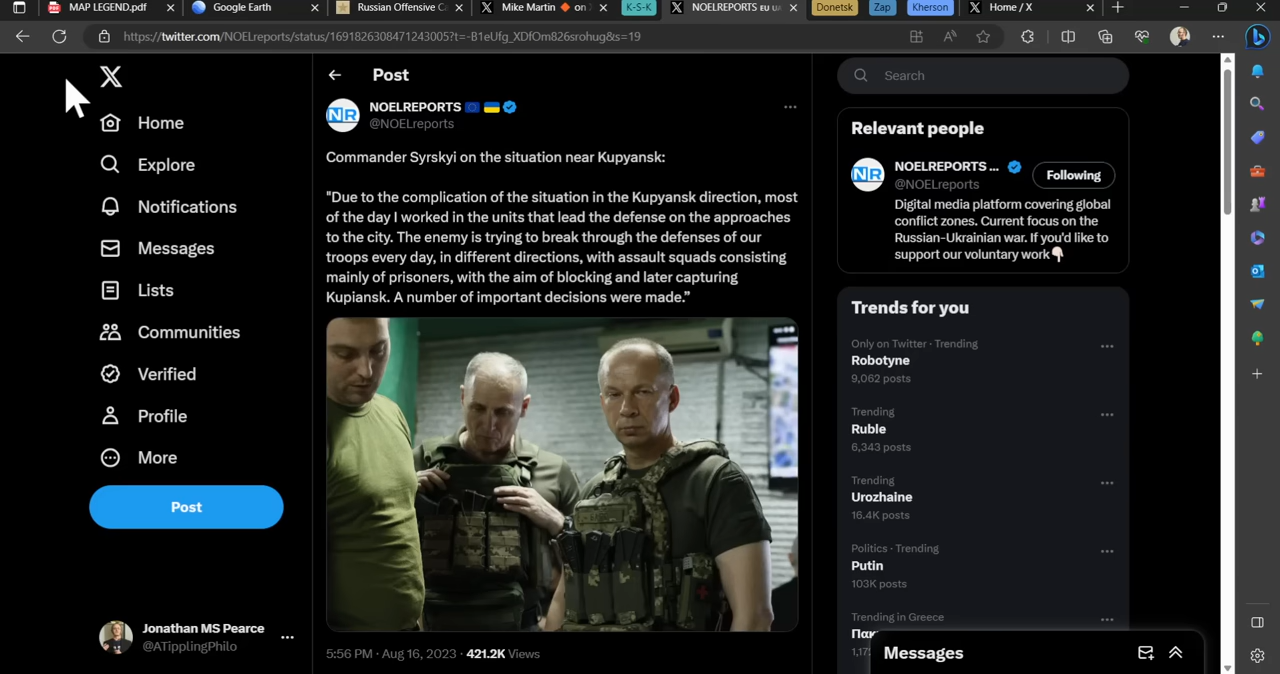 MAP LEGEND.pdf
Google Earth
Russian Offensive Ca
Mike Martin on
K-S-K
NOELREPORTS
Donetsk
Zap
Kherson
Home / X
https://twitter.com/NOELreports/status/1691826308471243005?t=-B1eUfg_XDfOm826srohug&s=19
X
Home
Explore
Notifications
Messages
Lists
Communities
Verified
Profile
More
Post
Jonathan MS Pearce
@ATipplingPhilo
Post
NR
NOELREPORTS
@NOELreports
Commander Syrskyi on the situation near Kupyansk:
"Due to the complication of the situation in the Kupyansk direction, most
of the day I worked in the units that lead the defense on the approaches
to the city. The enemy is trying to break through the defenses of our
troops every day, in different directions, with assault squads consisting
mainly of prisoners, with the aim of blocking and later capturing
Kupiansk. A number of important decisions were made.”
5:56 PM · Aug 16, 2023 · 421.2K Views
Search
Relevant people
NR
NOELREPORTS ...
@NOELreports
Following
Digital media platform covering global
conflict zones. Current focus on the
Russian-Ukrainian war. If you'd like to
support our voluntary work
Trends for you
Only on Twitter · Trending
Robotyne
9,062 posts
Trending
Ruble
6,343 posts
Trending
Urozhaine
16.4K posts
Politics · Trending
Putin
103K posts
Trending in Greece
Messages